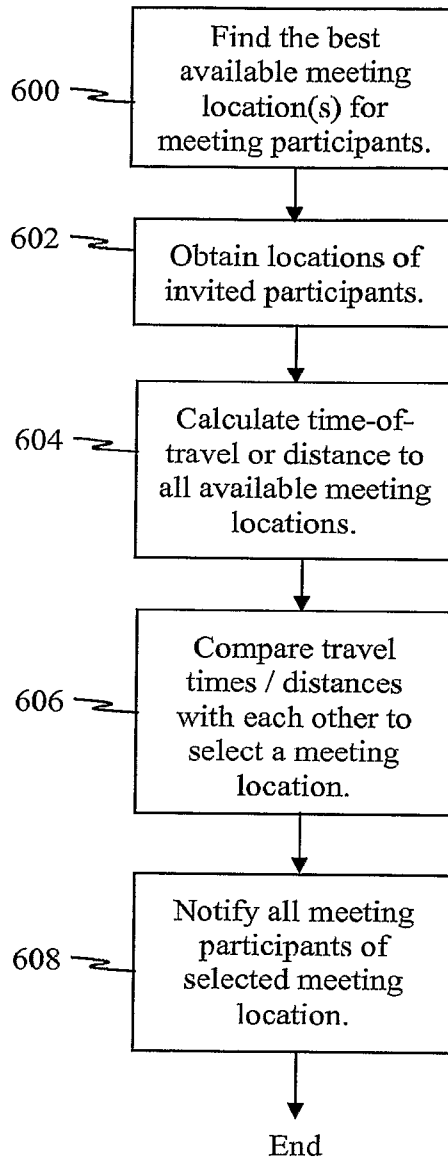 Find the best
available meeting
600
location(s) for
meeting participants.
602
Obtain locations of
invited participants.
Calculate time-of-
604
travel or distance to
all available meeting
locations.
Compare travel
606
times / distances
with each other to
select a meeting
location.
Notify all meeting
participants of
608
selected meeting
location.
End